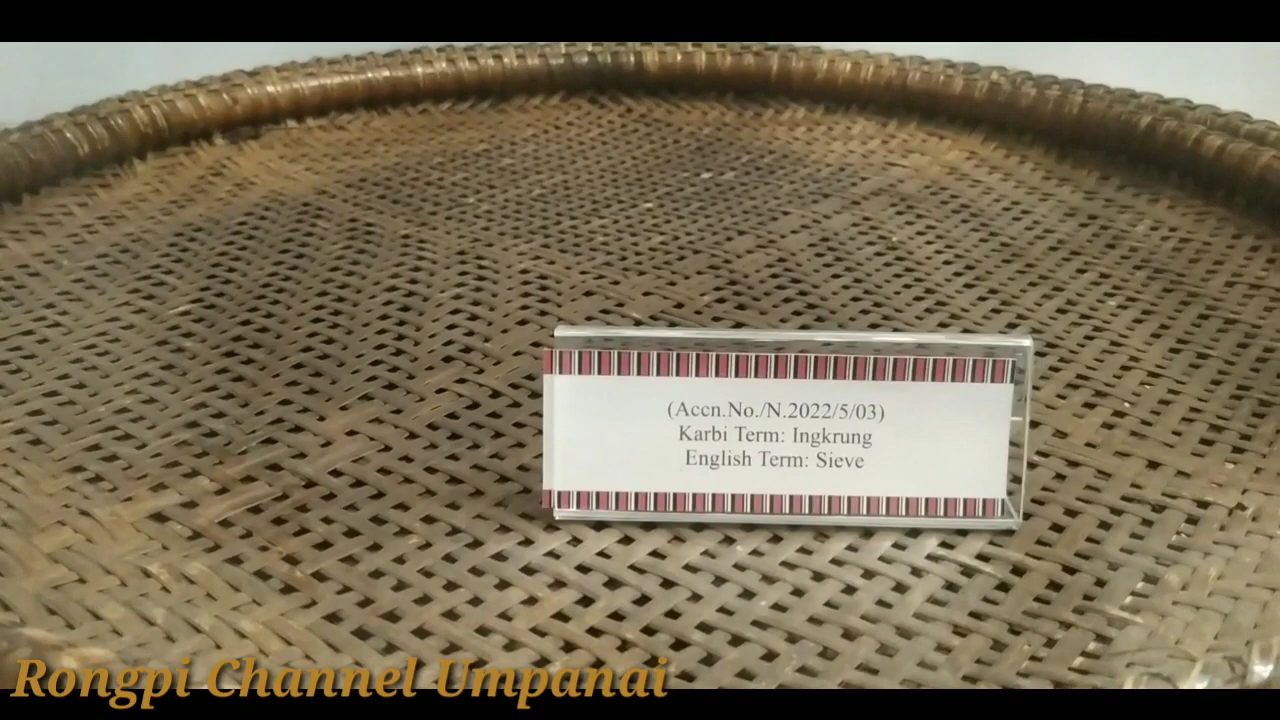 (Accn.No./N.2022/5/03)
Karbi Term: Ingkrung
English Term: Sieve
Rongpi Channel Umpanai